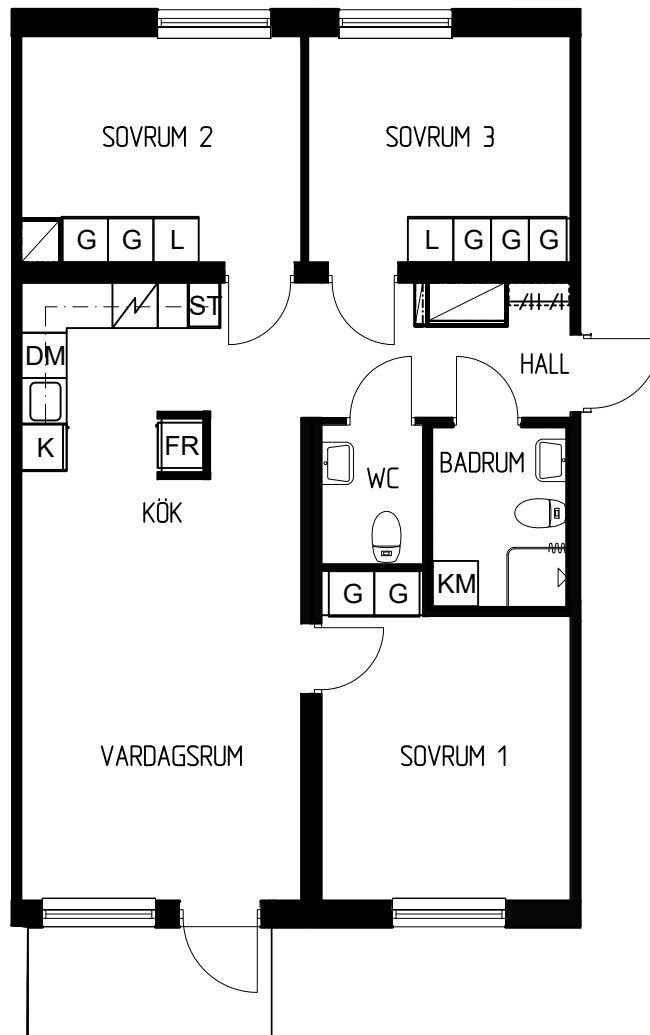 SOVRUM 2
SOVRUM 3
G G L
L G G G
ST
DM
HALL
K
FR
WC
BADRUM
KÖK
G G
KM
VARDAGSRUM
SOVRUM 1